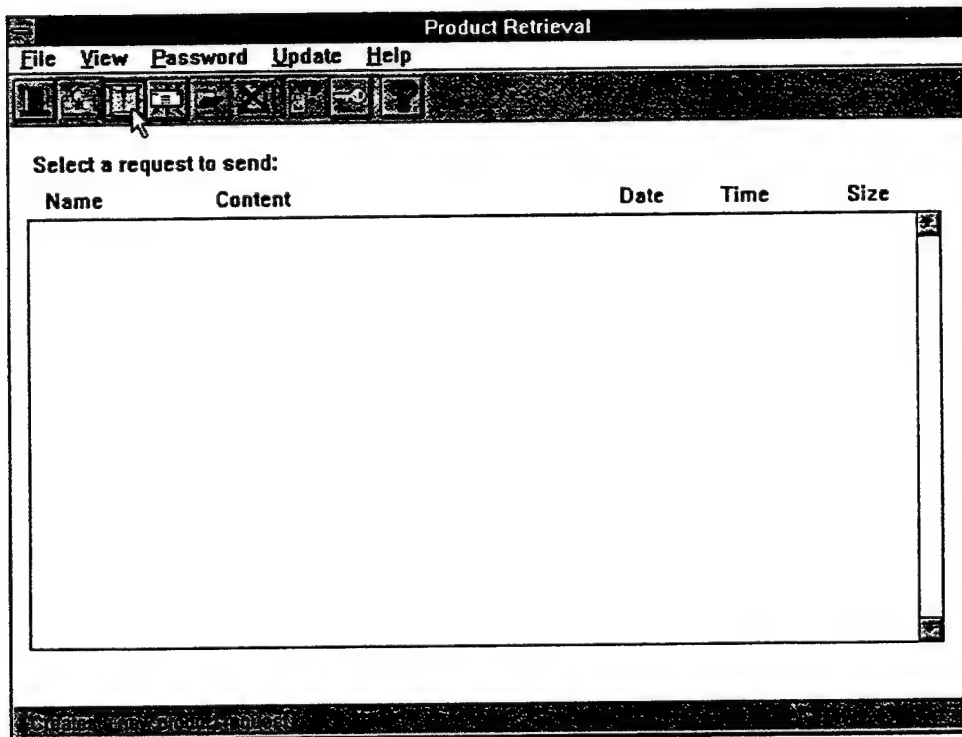 Product Retrieval
File View Password Update Help
Select a request to send:
Name Content Date Time Size